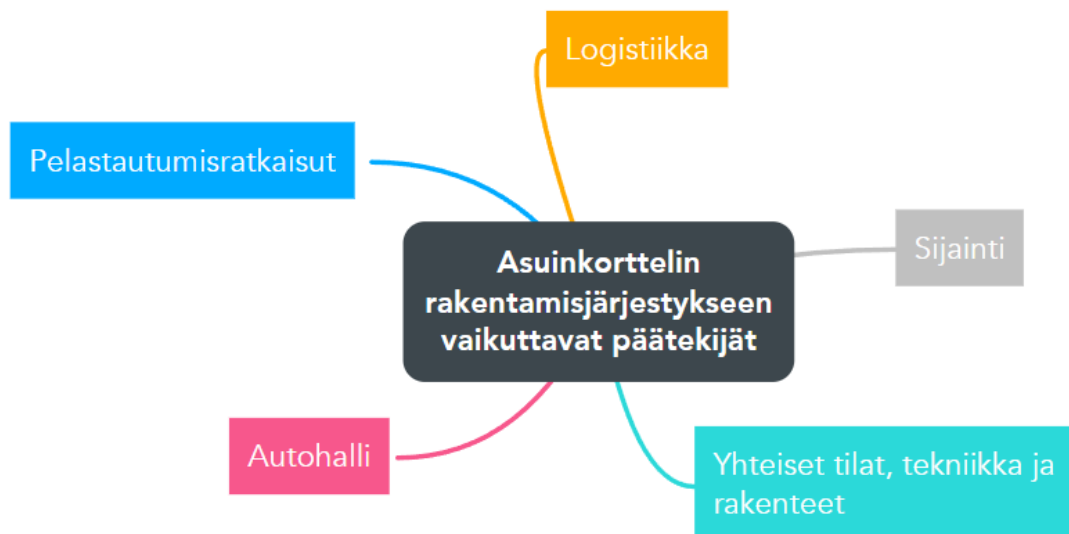 Logistiikka
Pelastautumisratkaisut
Sijainti
Asuinkorttelin
rakentamisjärjestykseen
vaikuttavat päätekijät
Autohalli
Yhteiset tilat, tekniikka ja
rakenteet